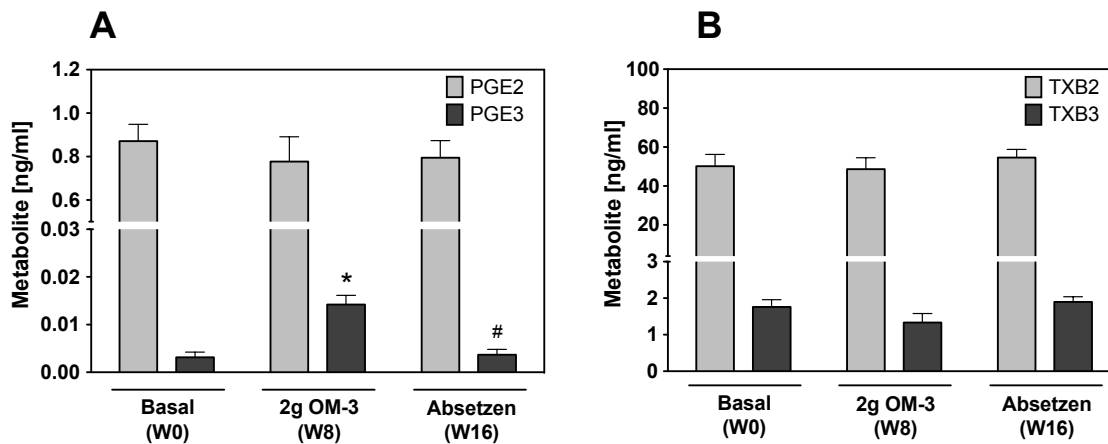 A
Metabolite [ng/ml]
1.2
1.0
0.8
0.6
0.03
0.02
0.01
0.00
PGE2
PGE3
*
#
Basal
(W0)
2g OM-3
(W8)
Absetzen
(W16)
B
Metabolite [ng/ml]
100
80
60
40
20
3
2
1
0
TXB2
TXB3
Basal
(W0)
2g OM-3
(W8)
Absetzen
(W16)